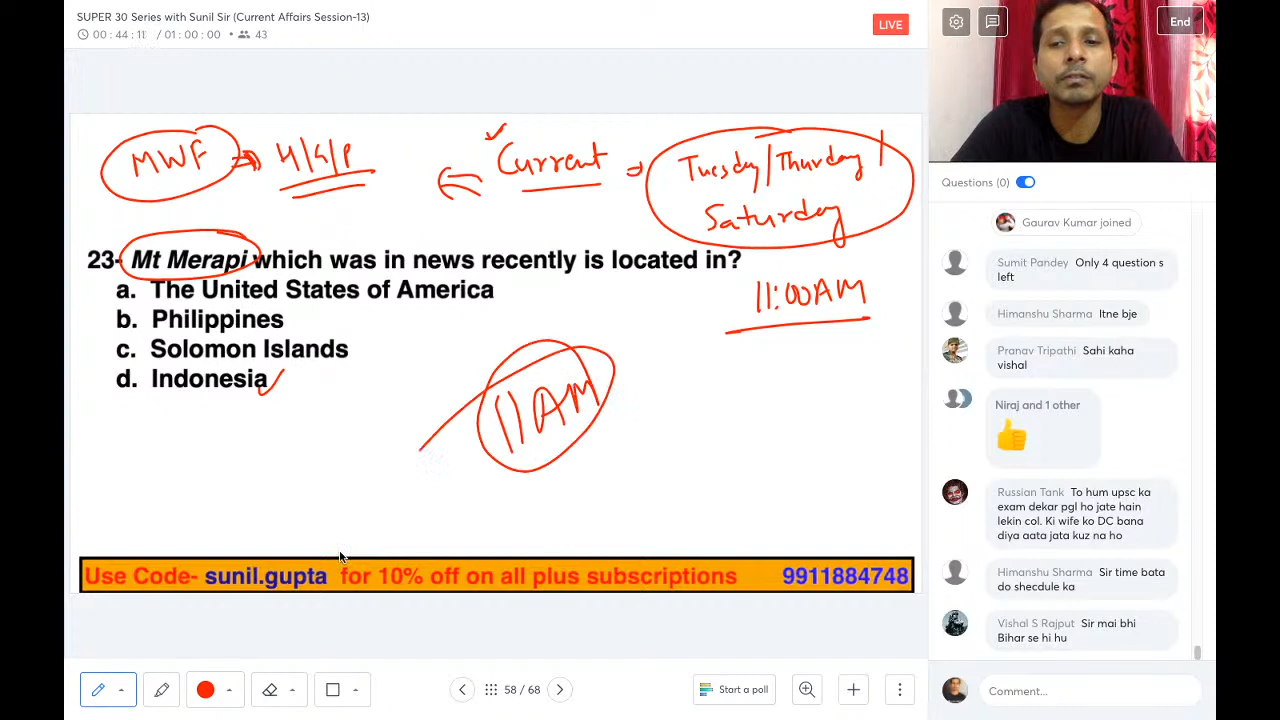 SUPER 30 Series with Sunil Sir (Current Affairs Session-13)
00 : 44 : 11 / 01 : 00 : 00 • 43
LIVE
End
MWF ⇒ H/G/P
Current ⇒ Tuesday/Thurday/
Saturday
23- Mt Merapi which was in news recently is located in?
a. The United States of America
b. Philippines
c. Solomon Islands
d. Indonesia
11:00AM
11AM
Use Code- sunil.gupta for 10% off on all plus subscriptions 9911884748
58 / 68
Start a poll
Questions (0)
Gaurav Kumar joined
Sumit Pandey Only 4 question s
left
Himanshu Sharma Itne bje
Pranav Tripathi Sahi kaha
vishal
Niraj and 1 other
Russian Tank To hum upsc ka
exam dekar pgl ho jate hain
lekin col. Ki wife ko DC bana
diya aata jata kuz na ho
Himanshu Sharma Sir time bata
do shecdule ka
Vishal S Rajput Sir mai bhi
Bihar se hi hu
Comment...